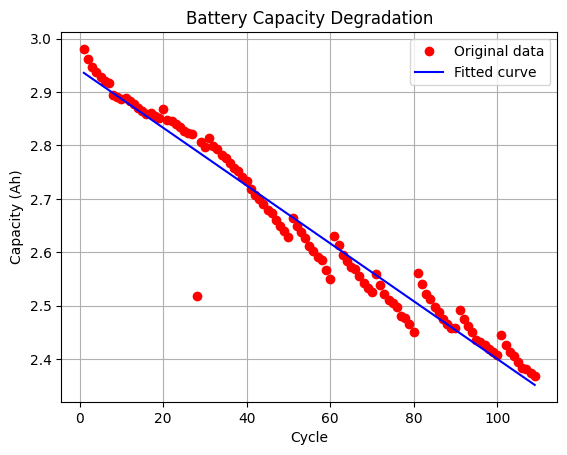 Battery Capacity Degradation
Original data
Fitted curve
Capacity (Ah)
3.0
2.9
2.8
2.7
2.6
2.5
2.4
0 20 40 60 80 100
Cycle